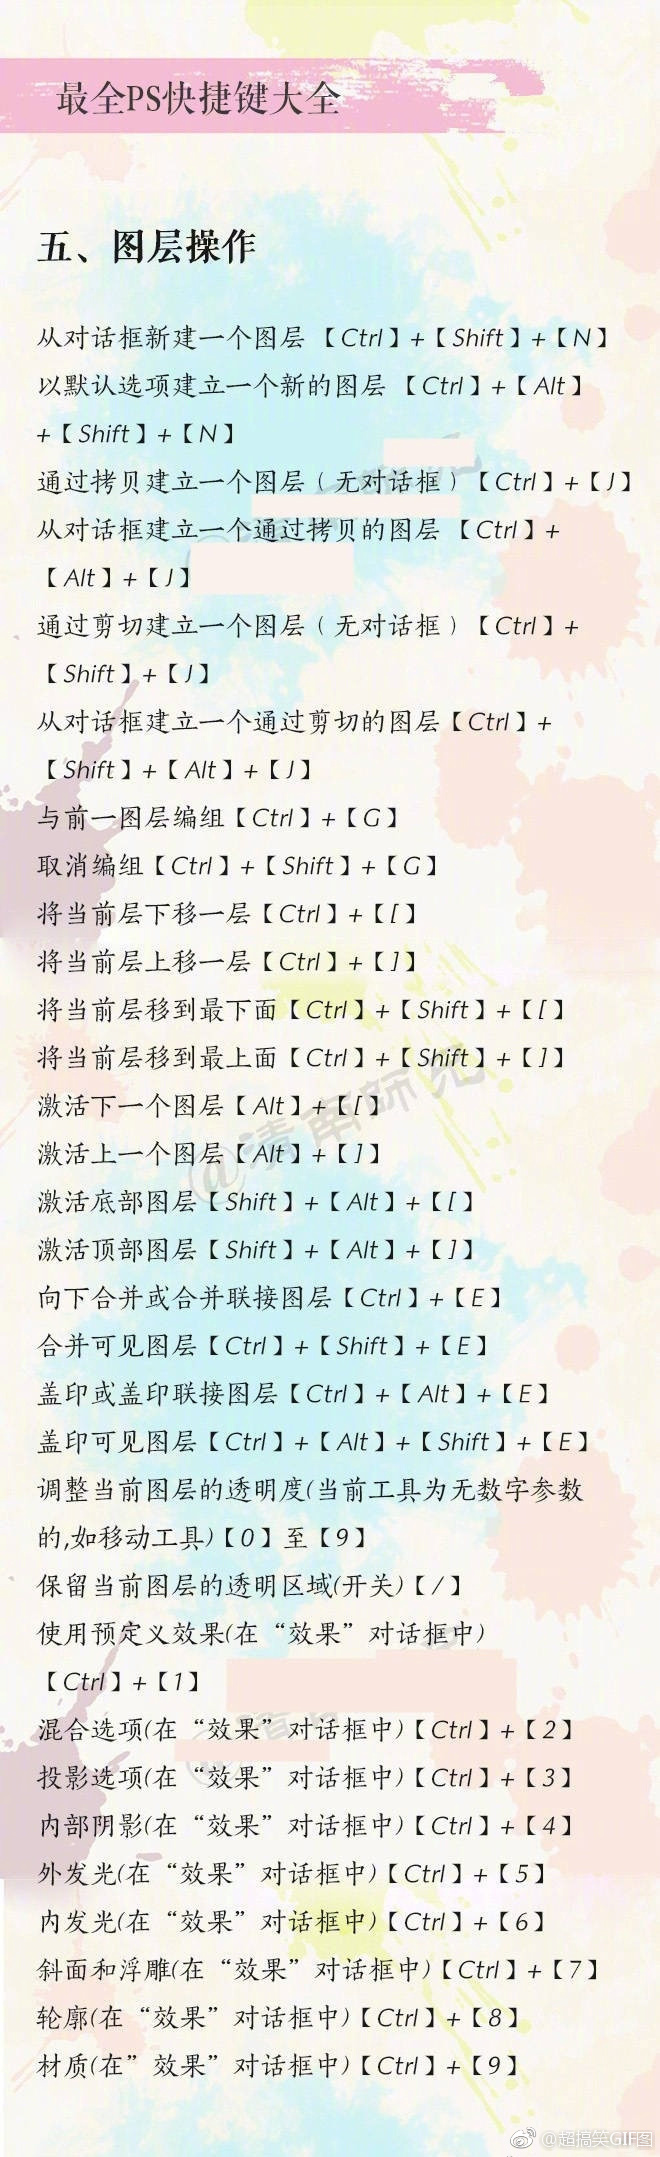 最全PS快捷键大全
五、图层操作
从对话框新建一个图层 【Ctrl】+【Shift】+【N】
以默认选项建立一个新的图层 【Ctrl】+【Alt】
+【Shift】+【N】
通过拷贝建立一个图层（无对话框）【Ctrl】+【J】
从对话框建立一个通过拷贝的图层 【Ctrl】+
【Alt】+【J】
通过剪切建立一个图层（无对话框）【Ctrl】+
【Shift】+【J】
从对话框建立一个通过剪切的图层【Ctrl】+
【Shift】+【Alt】+【J】
与前一图层编组【Ctrl】+【G】
取消编组【Ctrl】+【Shift】+【G】
将当前层下移一层【Ctrl】+【[】
将当前层上移一层【Ctrl】+【]】
将当前层移到最下面【Ctrl】+【Shift】+【[】
将当前层移到最上面【Ctrl】+【Shift】+【]】
激活下一个图层【Alt】+【[】
激活上一个图层【Alt】+【]】
激活底部图层【Shift】+【Alt】+【[】
激活顶部图层【Shift】+【Alt】+【]】
向下合并或合并联接图层【Ctrl】+【E】
合并可见图层【Ctrl】+【Shift】+【E】
盖印或盖印联接图层【Ctrl】+【Alt】+【E】
盖印可见图层【Ctrl】+【Alt】+【Shift】+【E】
调整当前图层的透明度(当前工具为无数字参数
的,如移动工具)【0】至【9】
保留当前图层的透明区域(开关)【/】
使用预定义效果(在“效果”对话框中)
【Ctrl】+【1】
混合选项(在“效果”对话框中)【Ctrl】+【2】
投影选项(在“效果”对话框中)【Ctrl】+【3】
内部阴影(在“效果”对话框中)【Ctrl】+【4】
外发光(在“效果”对话框中)【Ctrl】+【5】
内发光(在“效果”对话框中)【Ctrl】+【6】
斜面和浮雕(在“效果”对话框中)【Ctrl】+【7】
轮廓(在“效果”对话框中)【Ctrl】+【8】
材质(在”效果”对话框中)【Ctrl】+【9】
@超搞笑GIF图